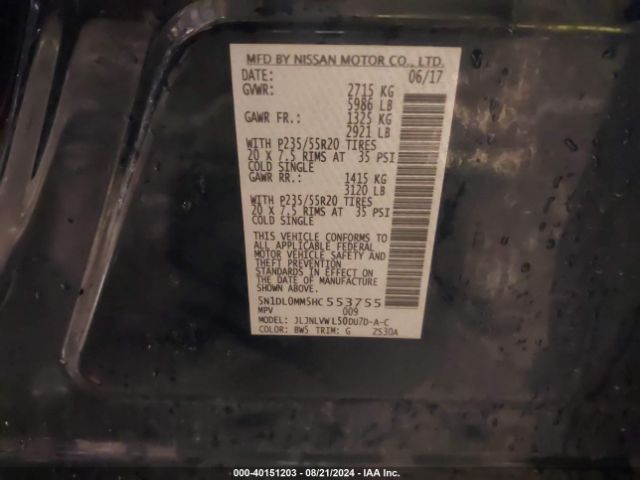 MFD BY NISSAN MOTOR CO., LTD.
DATE: 06/17
GVWR: 2715 KG
5986 LB
GAWR FR.: 1325 KG
2921 LB
WITH P235/55R20 TIRES
20 X 7.5 RIMS AT 35 PSI
COLD SINGLE
GAWR RR.: 1415 KG
3120 LB
WITH P235/55R20 TIRES
20 X 7.5 RIMS AT 35 PSI
COLD SINGLE
THIS VEHICLE CONFORMS TO
ALL APPLICABLE FEDERAL
MOTOR VEHICLE SAFETY AND
THEFT PREVENTION
STANDARDS IN EFFECT ON
THE DATE OF MANUFACTURE
SHOWN ABOVE.
5N1DL0MM5HC553755
MPV 009
MODEL: JLJNLVWL50DU7D-A-C
COLOR: BW5 TRIM: G 2530A
000-40151203 - 08/21/2024 - IAA Inc.